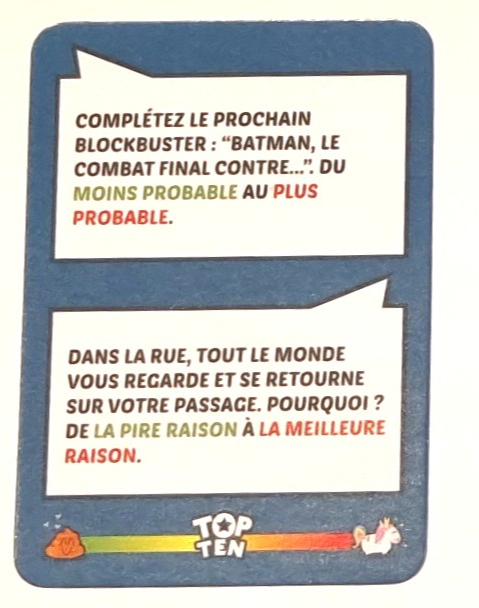 COMPLÉTEZ LE PROCHAIN
BLOCKBUSTER : “BATMAN, LE
COMBAT FINAL CONTRE...”. DU
MOINS PROBABLE AU PLUS
PROBABLE.
DANS LA RUE, TOUT LE MONDE
VOUS REGARDE ET SE RETOURNE
SUR VOTRE PASSAGE. POURQUOI ?
DE LA PIRE RAISON À LA MEILLEURE
RAISON.
TOP
TEN